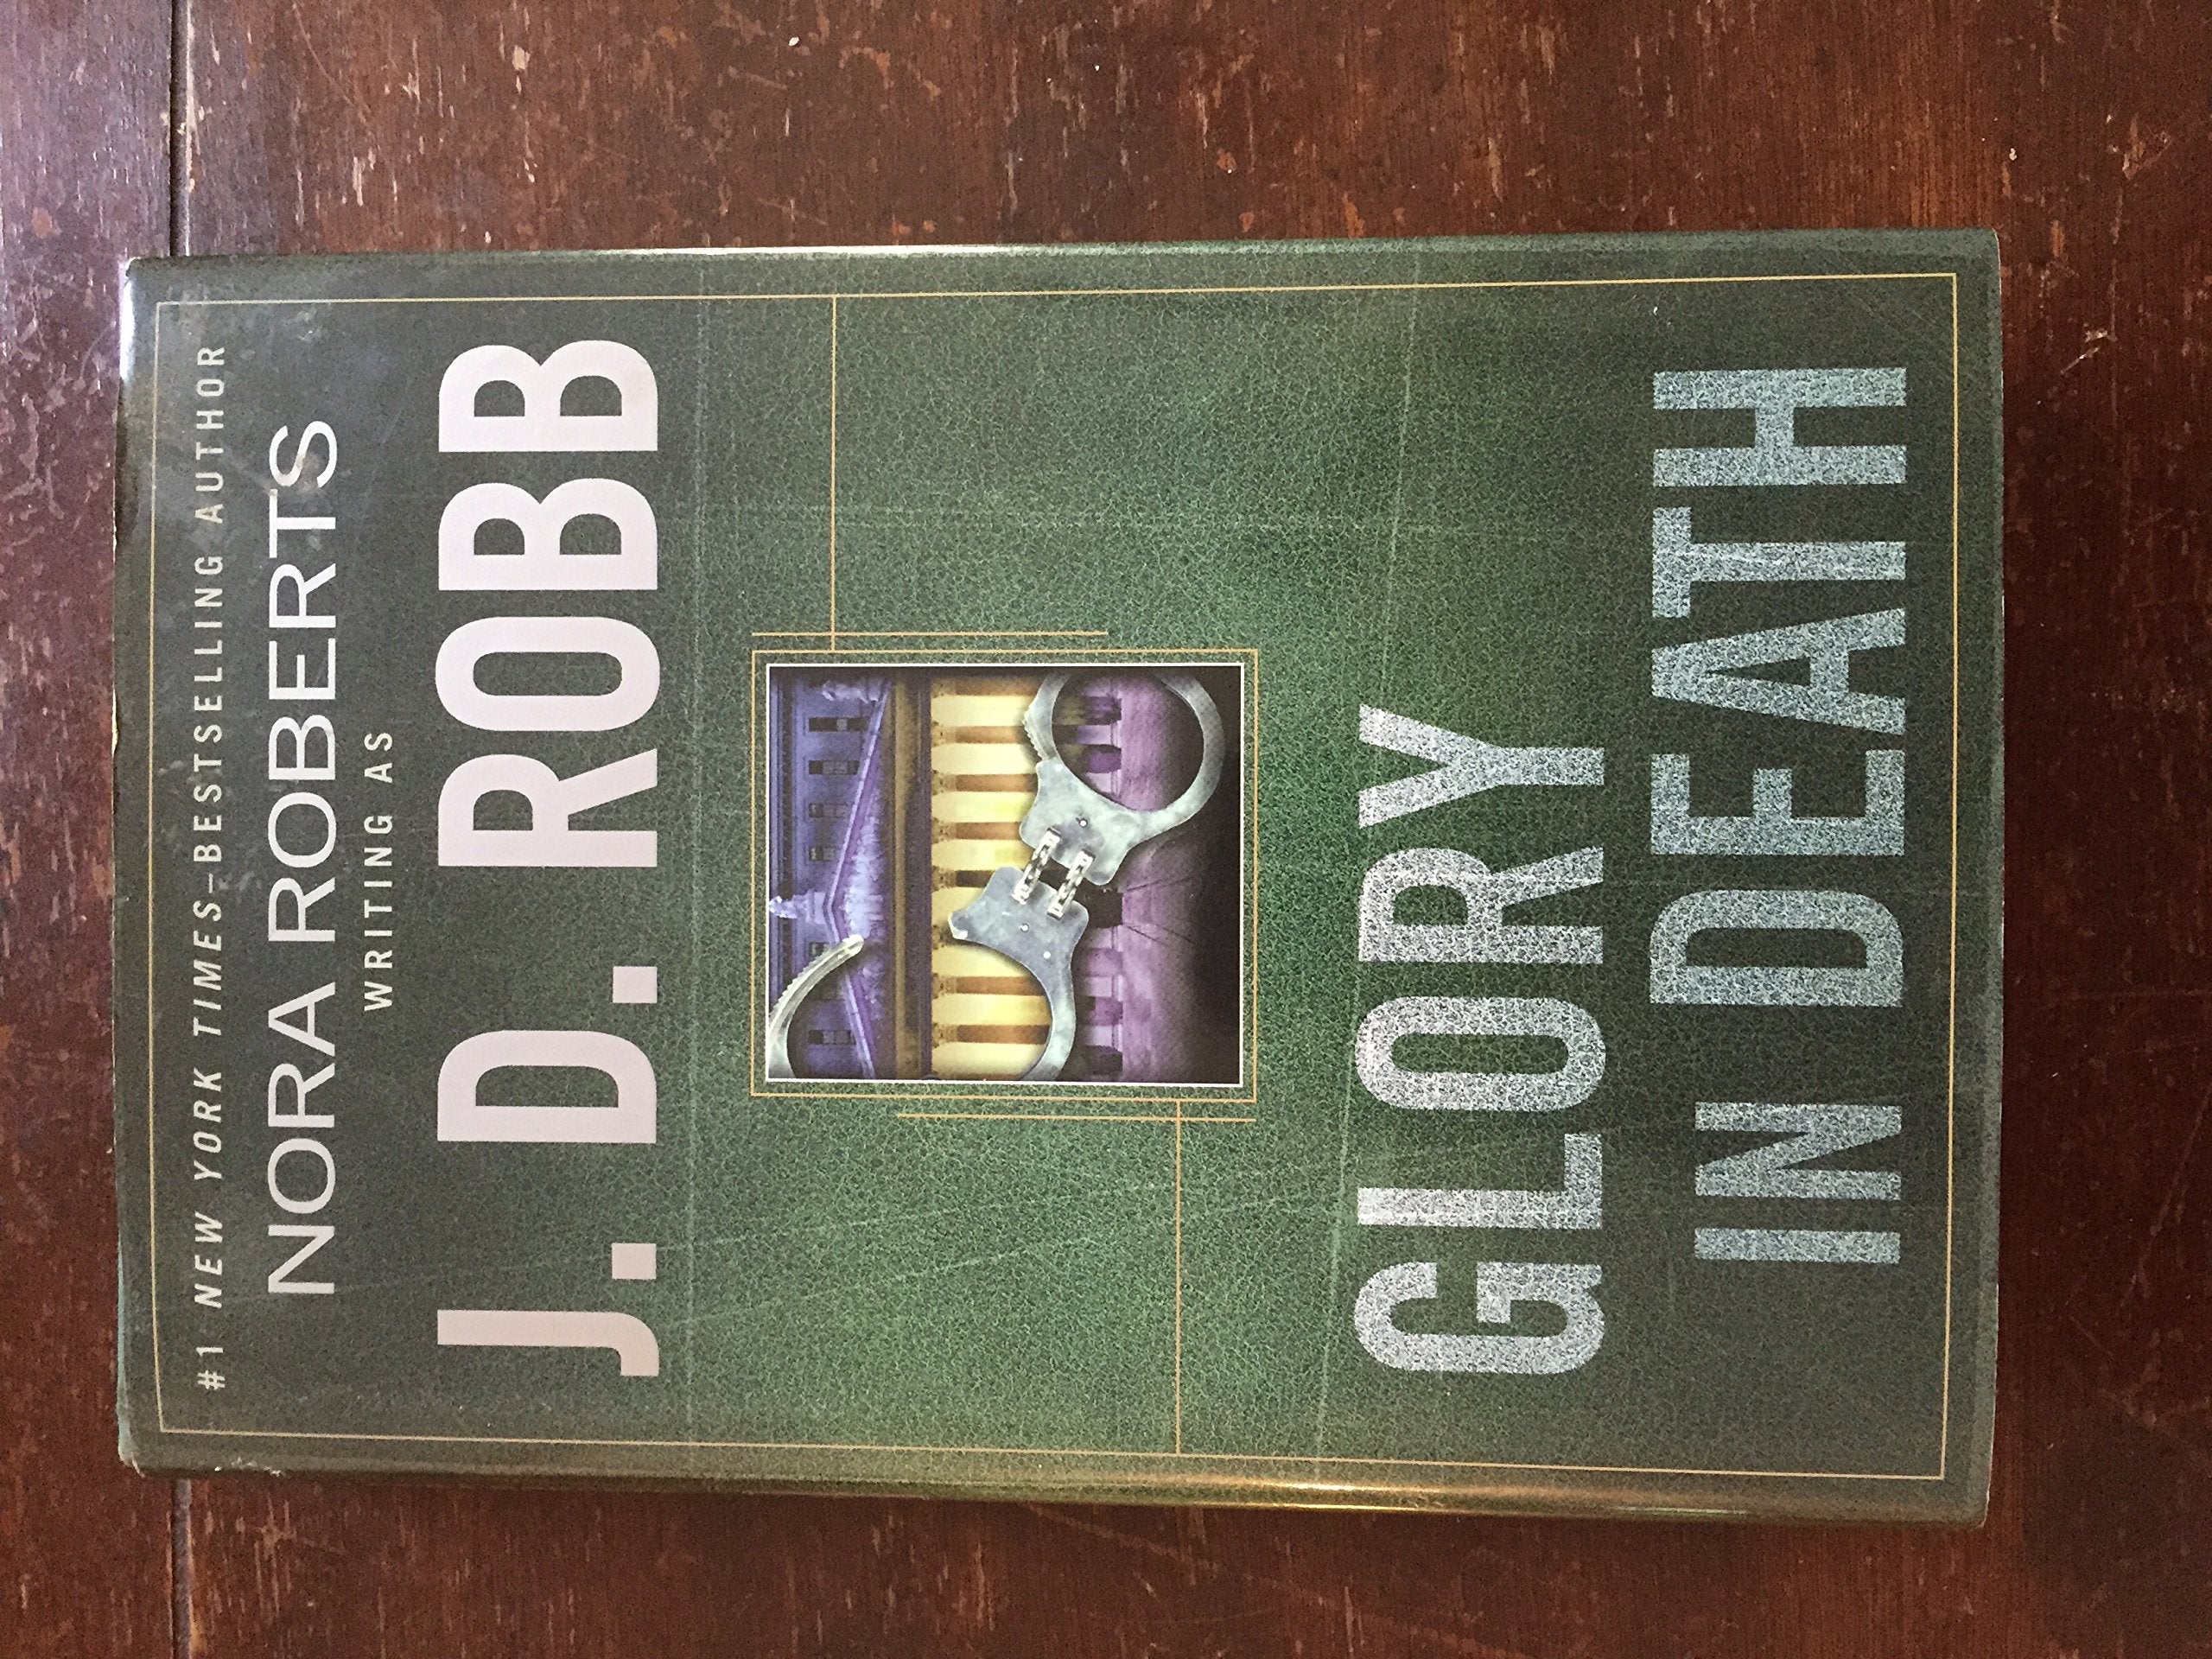 #1 NEW YORK TIMES–BESTSELLING AUTHOR
NORA ROBERTS
WRITING AS
J. D. ROBB
GLORY
IN DEATH